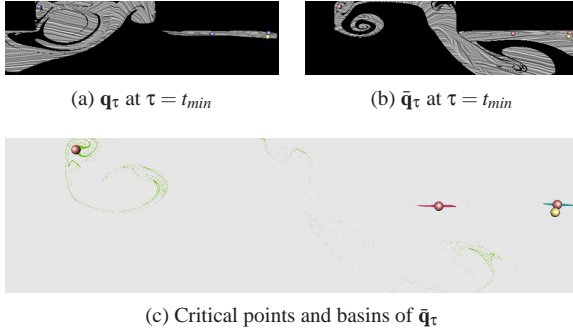 (a) q_τ at τ = t_min
(b) q̄_τ at τ = t_min
(c) Critical points and basins of q̄_τ